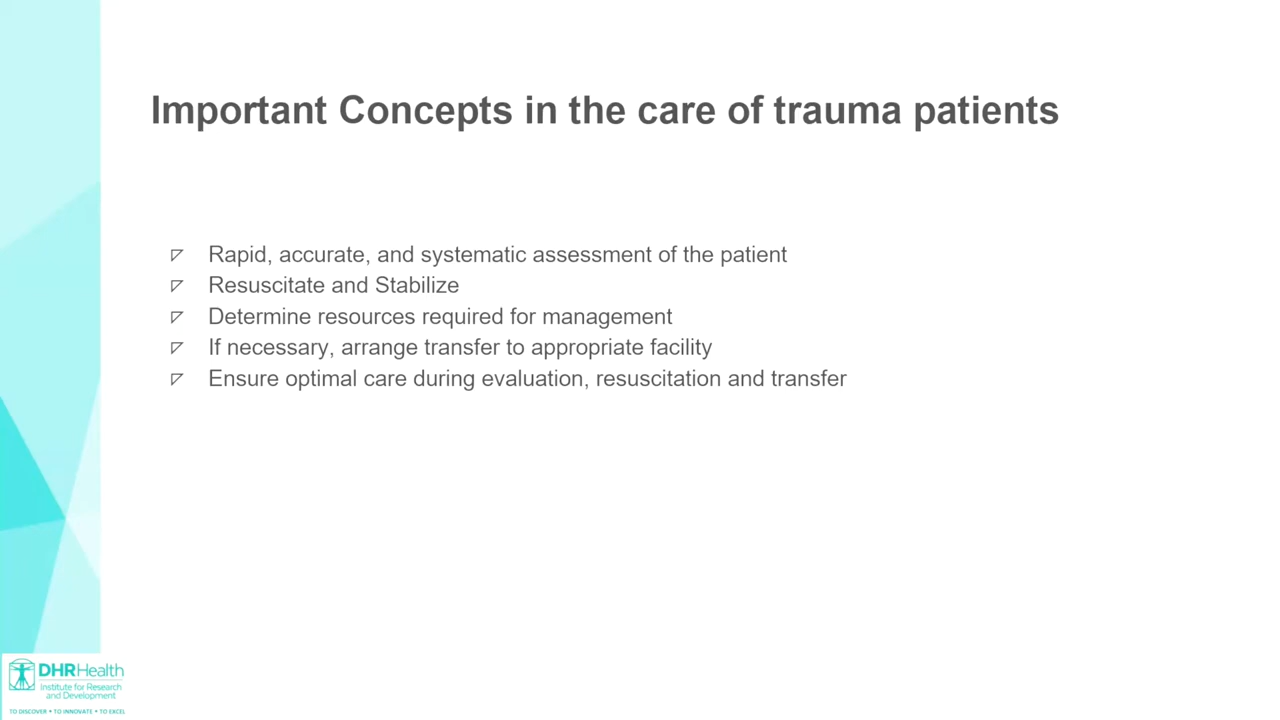 Important Concepts in the care of trauma patients
Rapid, accurate, and systematic assessment of the patient
Resuscitate and Stabilize
Determine resources required for management
If necessary, arrange transfer to appropriate facility
Ensure optimal care during evaluation, resuscitation and transfer
DHRHealth
Institute for Research
and Development
TO DISCOVER • TO INNOVATE • TO EXCEL